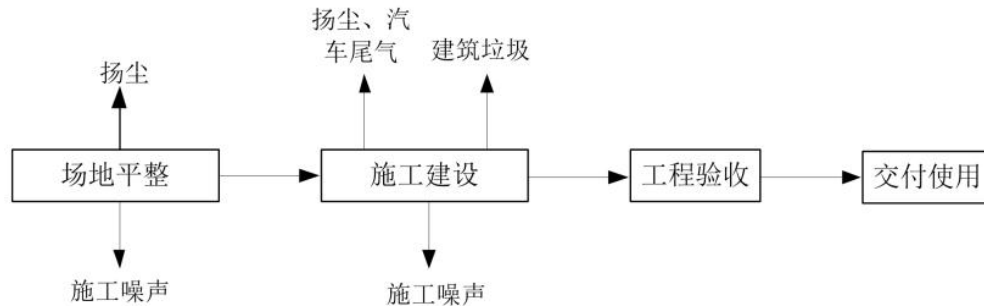 扬尘、汽
车尾气
建筑垃圾
扬尘
场地平整
施工建设
工程验收
交付使用
施工噪声
施工噪声